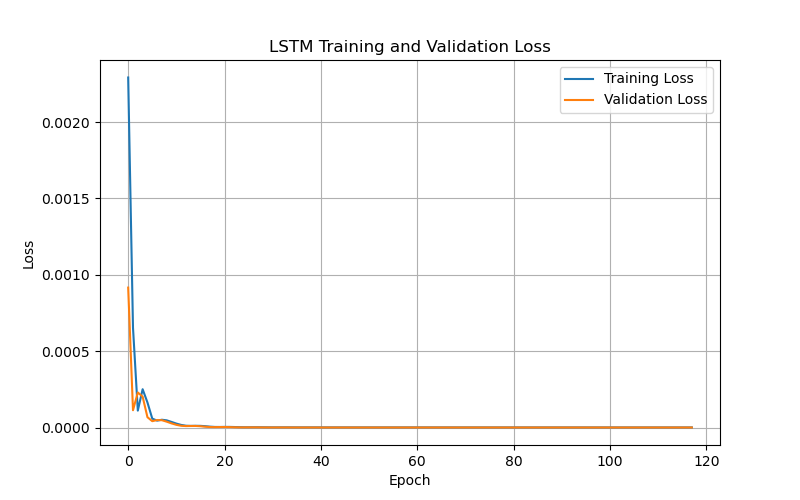 LSTM Training and Validation Loss
Training Loss
Validation Loss
0.0020
0.0015
0.0010
0.0005
0.0000
Loss
0 20 40 60 80 100 120
Epoch